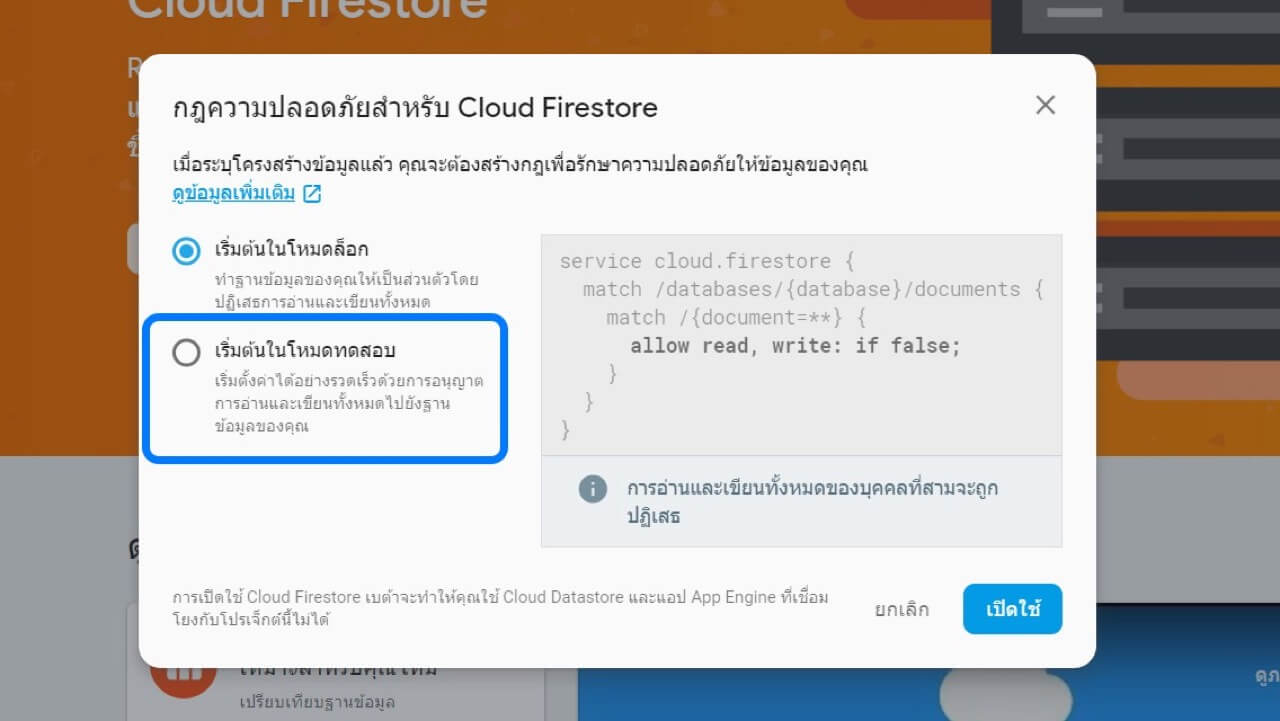 Cloud Firestore
กฎความปลอดภัยสำหรับ Cloud Firestore
เมื่อระบุโครงสร้างข้อมูลแล้ว คุณจะต้องสร้างกฎเพื่อรักษาความปลอดภัยให้ข้อมูลของคุณ
ดูข้อมูลเพิ่มเติม
เริ่มต้นในโหมดล็อก
ทำฐานข้อมูลของคุณให้เป็นส่วนตัวโดย
ปฏิเสธการอ่านและเขียนทั้งหมด
เริ่มต้นในโหมดทดสอบ
เริ่มตั้งค่าได้อย่างรวดเร็วด้วยการอนุญาต
การอ่านและเขียนทั้งหมดไปยังฐาน
ข้อมูลของคุณ
service cloud.firestore {
match /databases/{database}/documents {
match /{document=**} {
allow read, write: if false;
}
}
}
การอ่านและเขียนทั้งหมดของบุคคลที่สามจะถูก
ปฏิเสธ
การเปิดใช้ Cloud Firestore เบต้าจะทำให้คุณใช้ Cloud Datastore และแอป App Engine ที่เชื่อม
โยงกับโปรเจ็กต์นี้ไม่ได้
ยกเลิก
เปิดใช้
เปรียบเทียบฐานข้อมูล